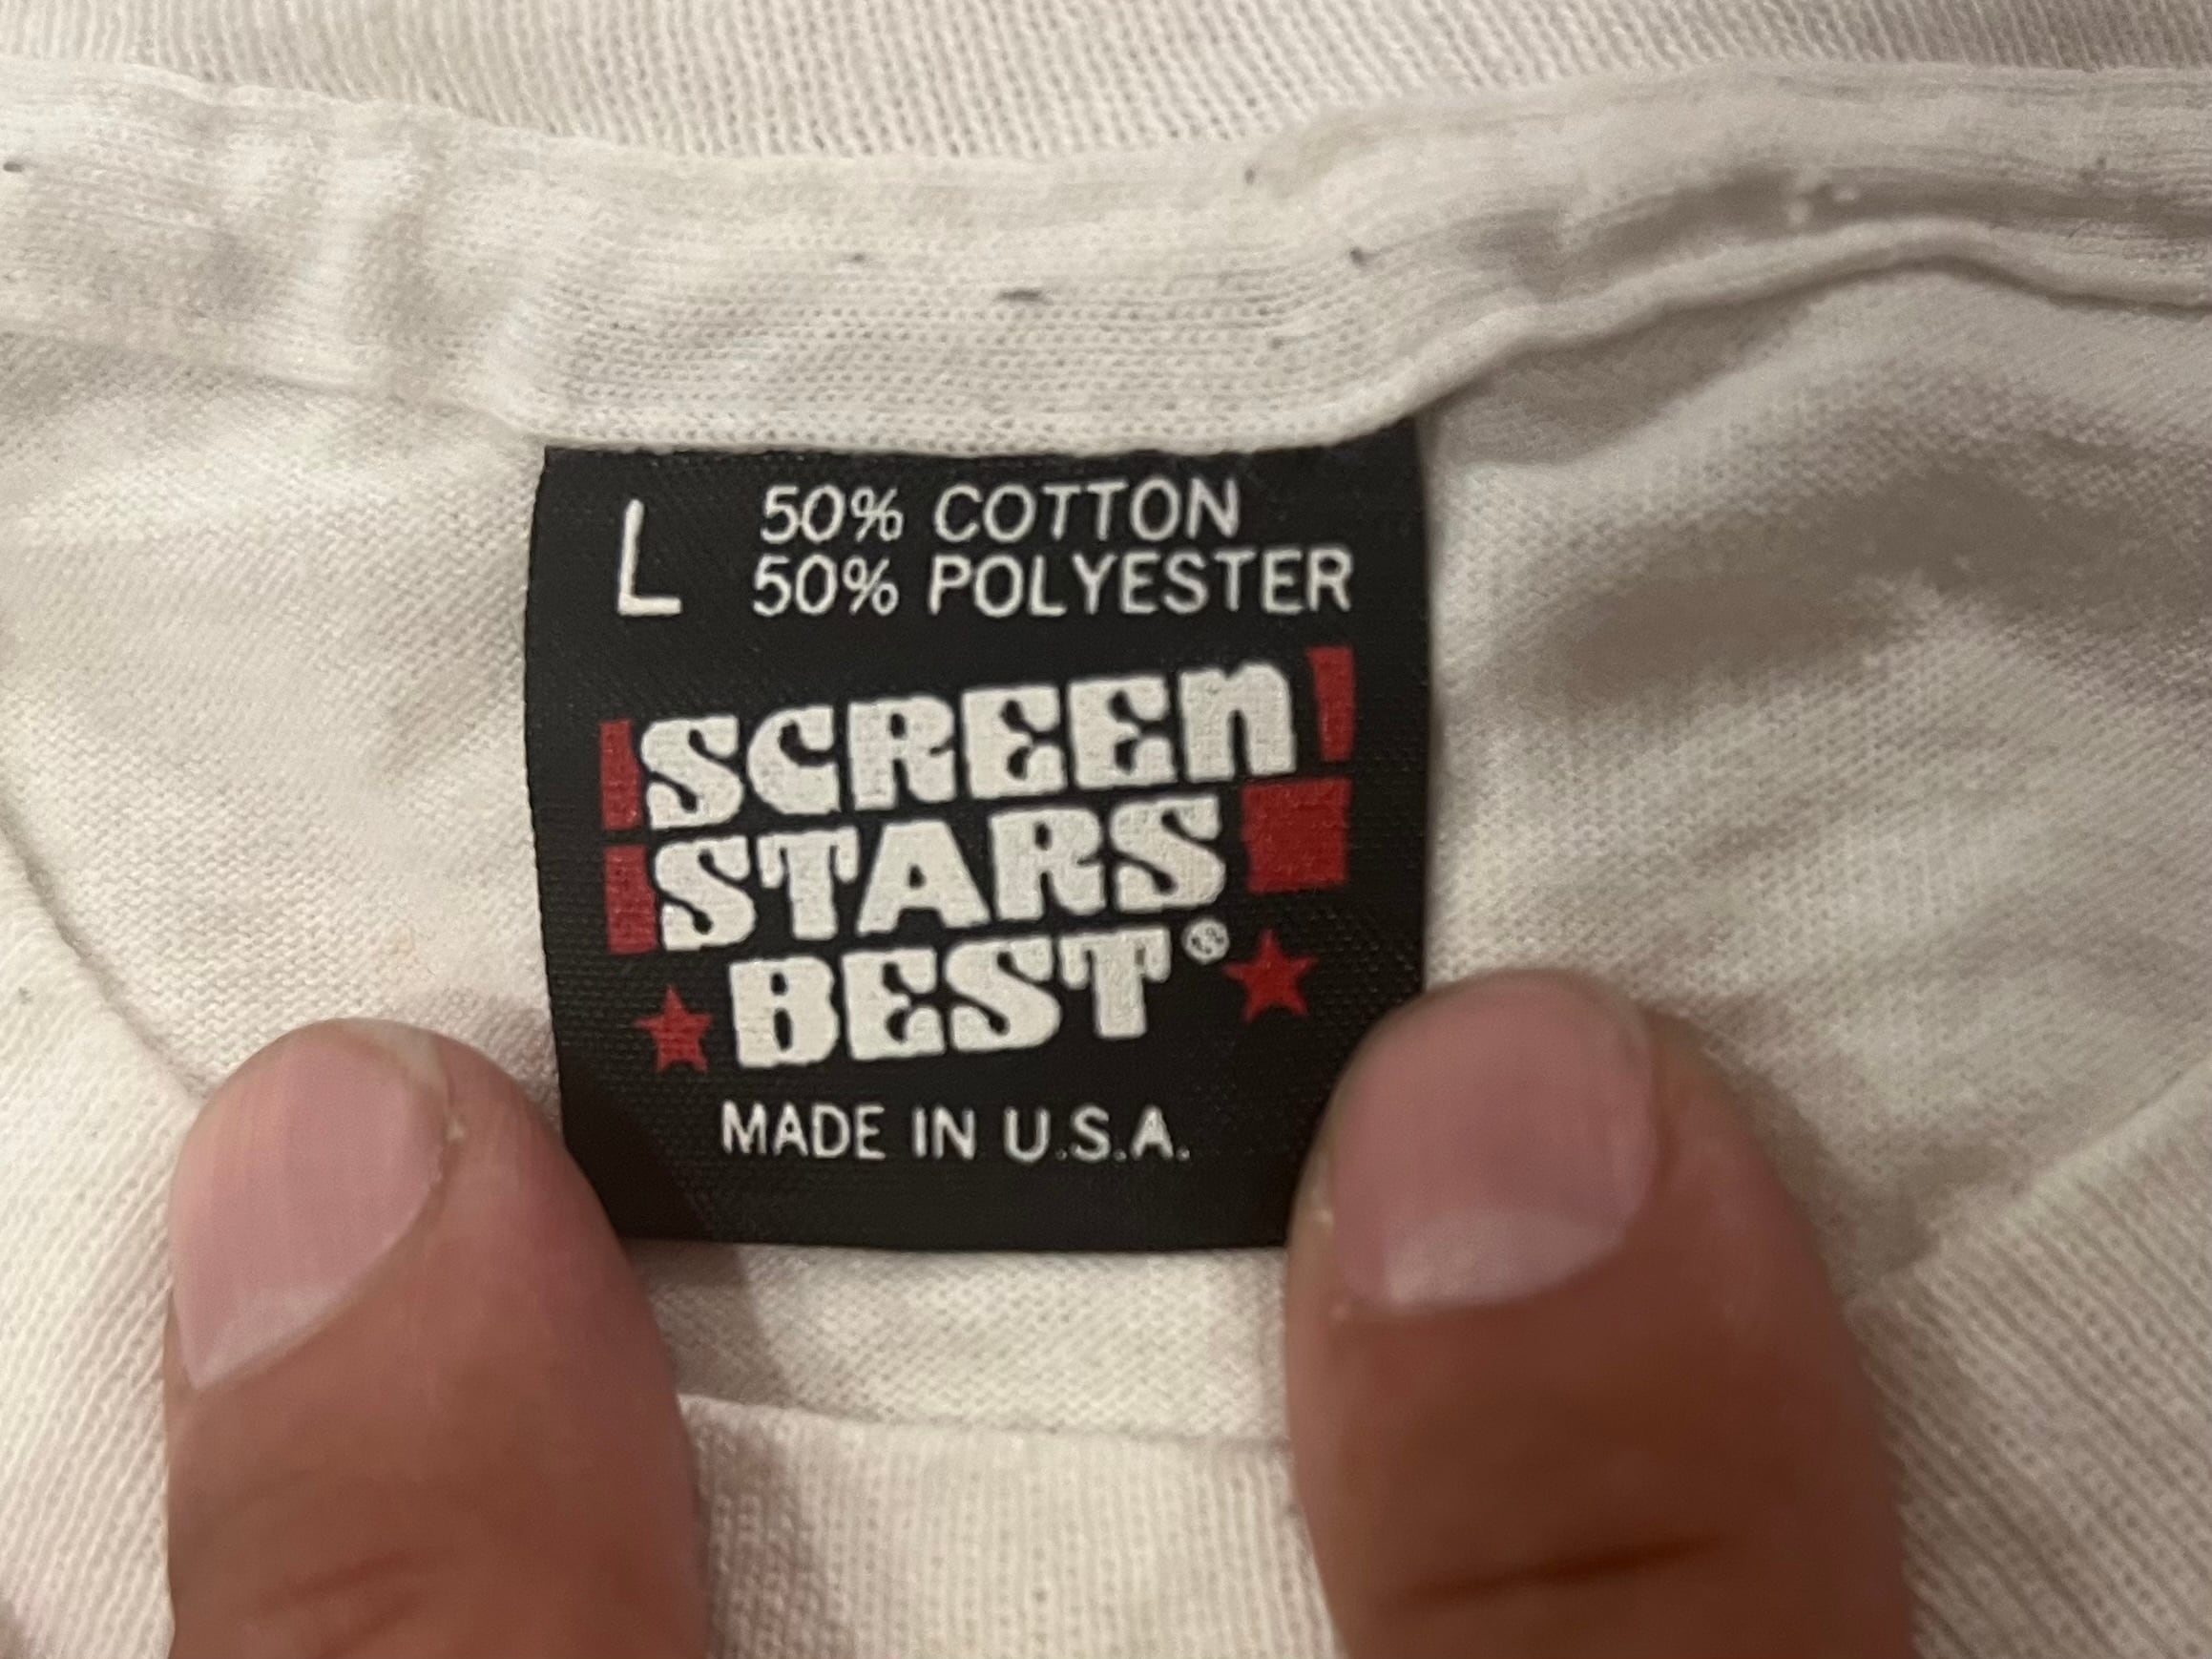 L 50% COTTON
50% POLYESTER
SCREEn
STARS
BEST®
MADE IN U.S.A.